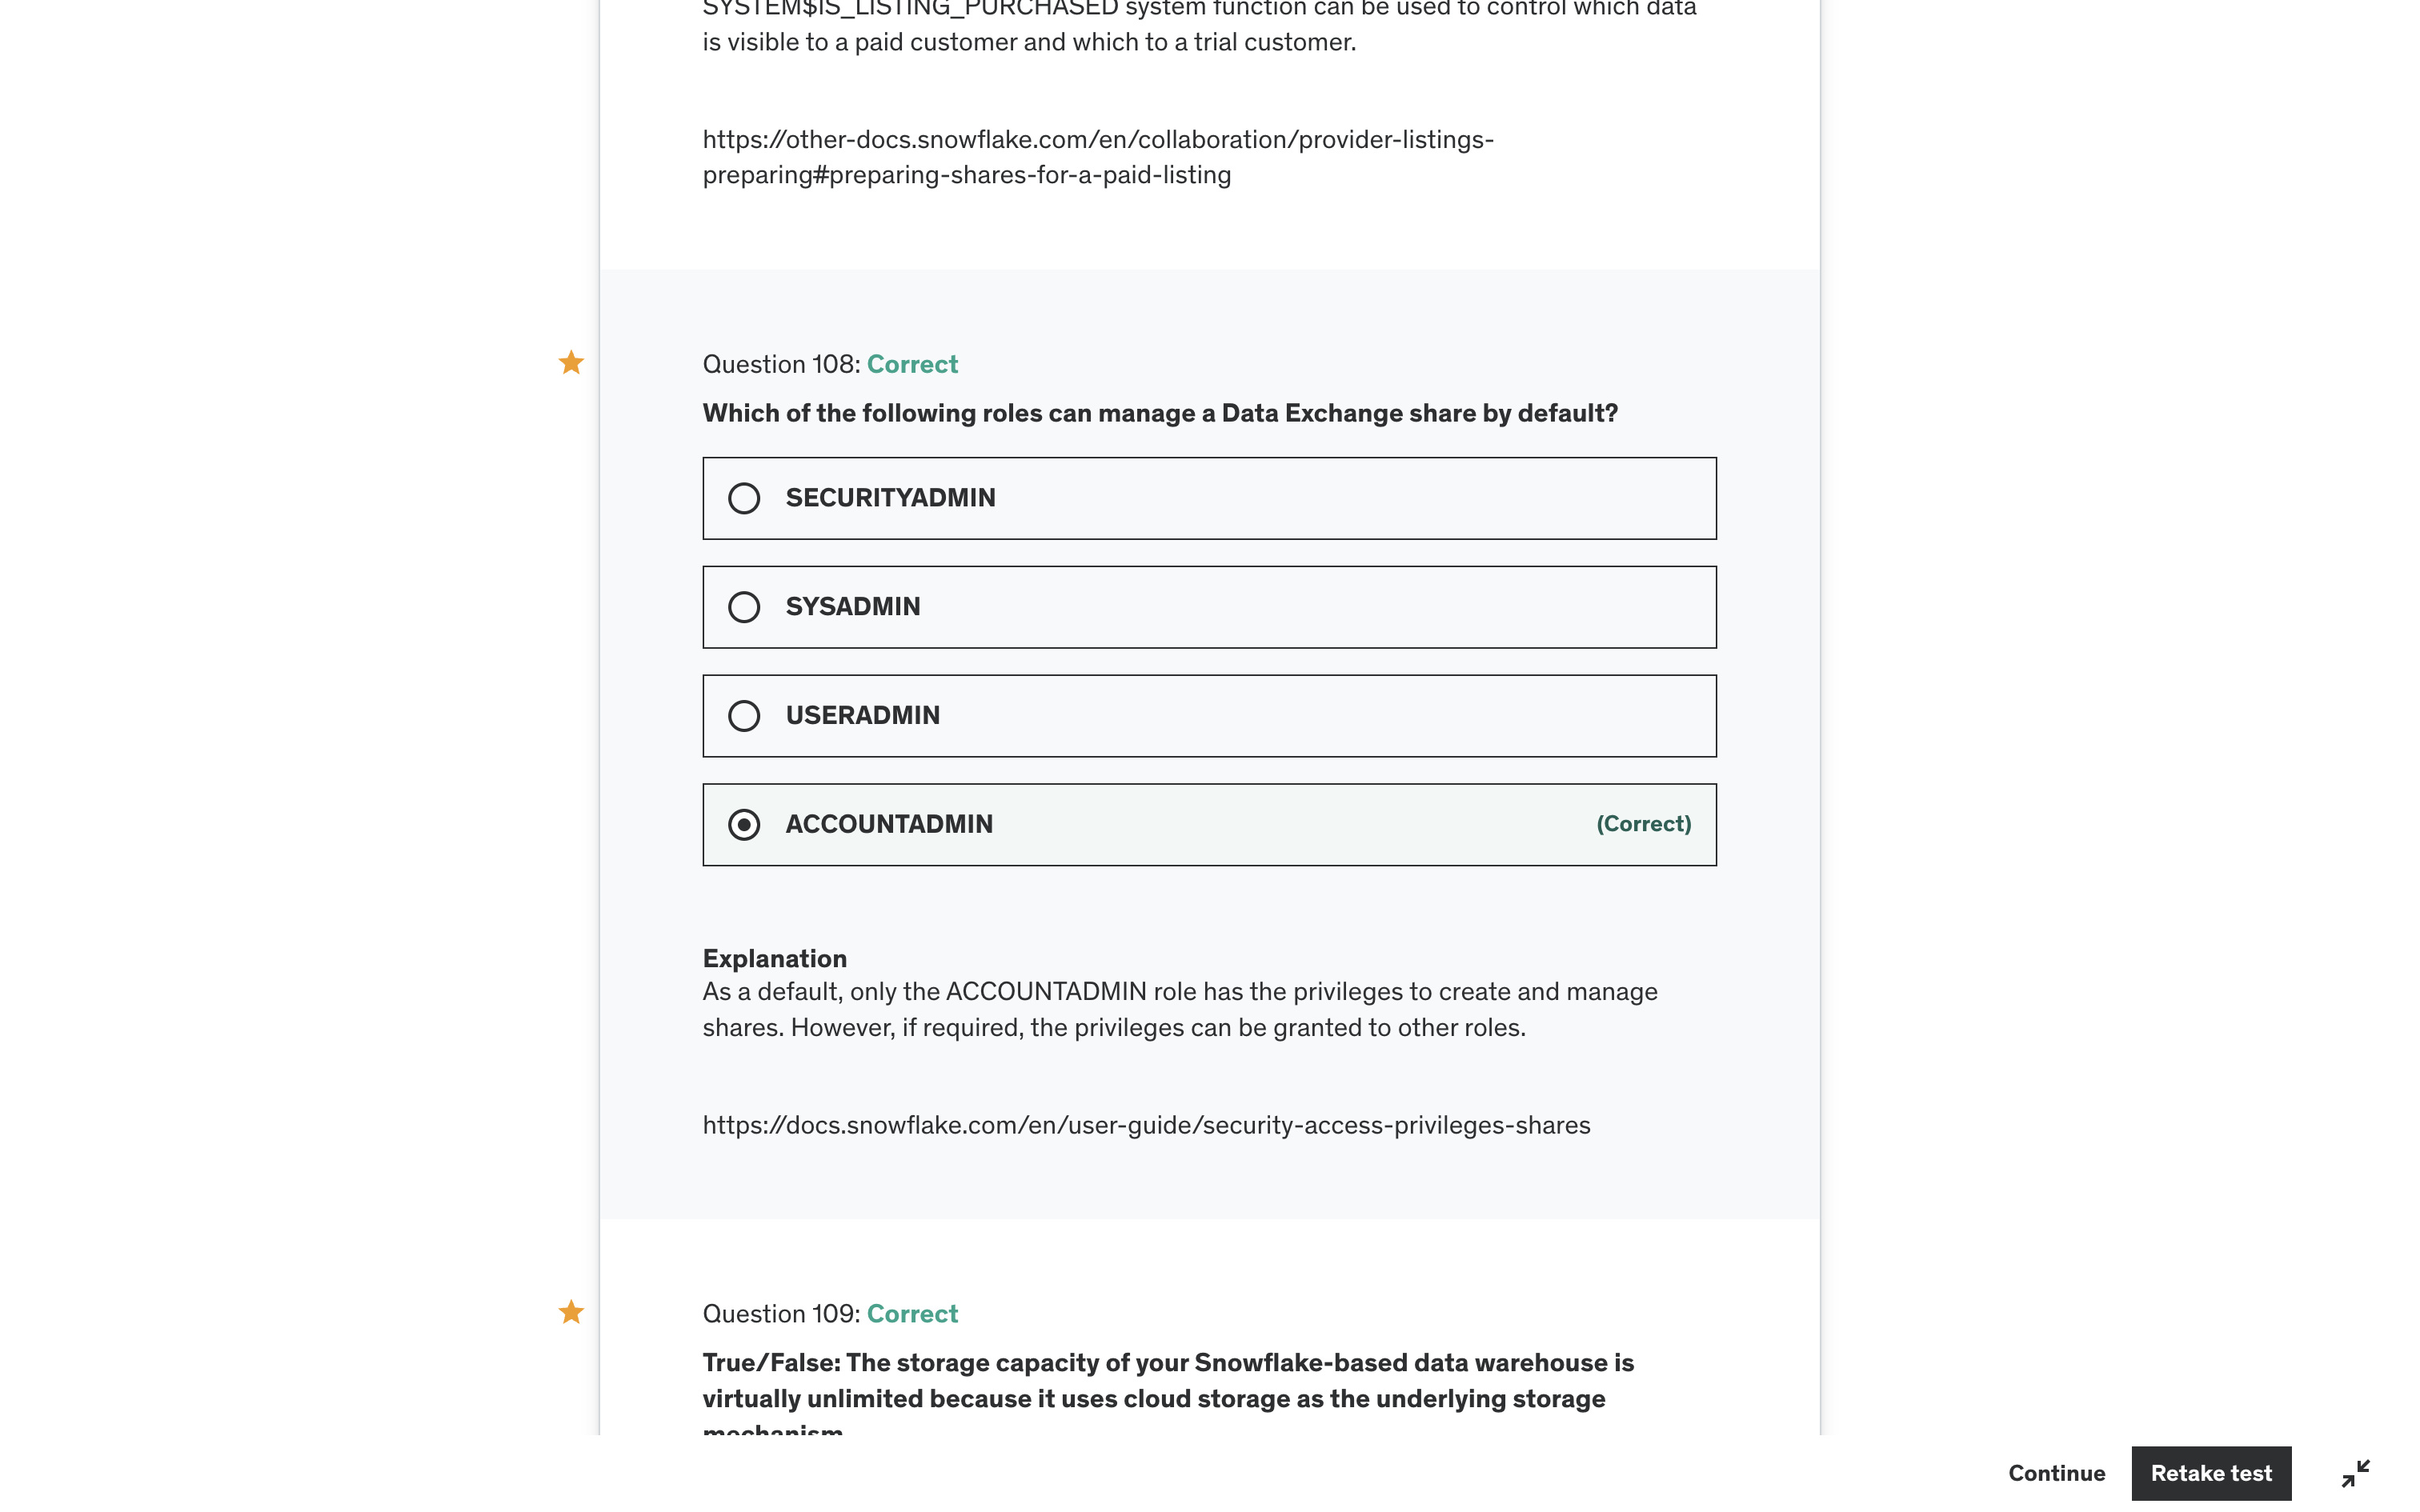 SYSTEM$IS_LISTING_PURCHASED system function can be used to control which data
is visible to a paid customer and which to a trial customer.
https://other-docs.snowflake.com/en/collaboration/provider-listings-
preparing#preparing-shares-for-a-paid-listing
Question 108: Correct
Which of the following roles can manage a Data Exchange share by default?
SECURITYADMIN
SYSADMIN
USERADMIN
ACCOUNTADMIN (Correct)
Explanation
As a default, only the ACCOUNTADMIN role has the privileges to create and manage
shares. However, if required, the privileges can be granted to other roles.
https://docs.snowflake.com/en/user-guide/security-access-privileges-shares
Question 109: Correct
True/False: The storage capacity of your Snowflake-based data warehouse is
virtually unlimited because it uses cloud storage as the underlying storage
mechanism
Continue Retake test